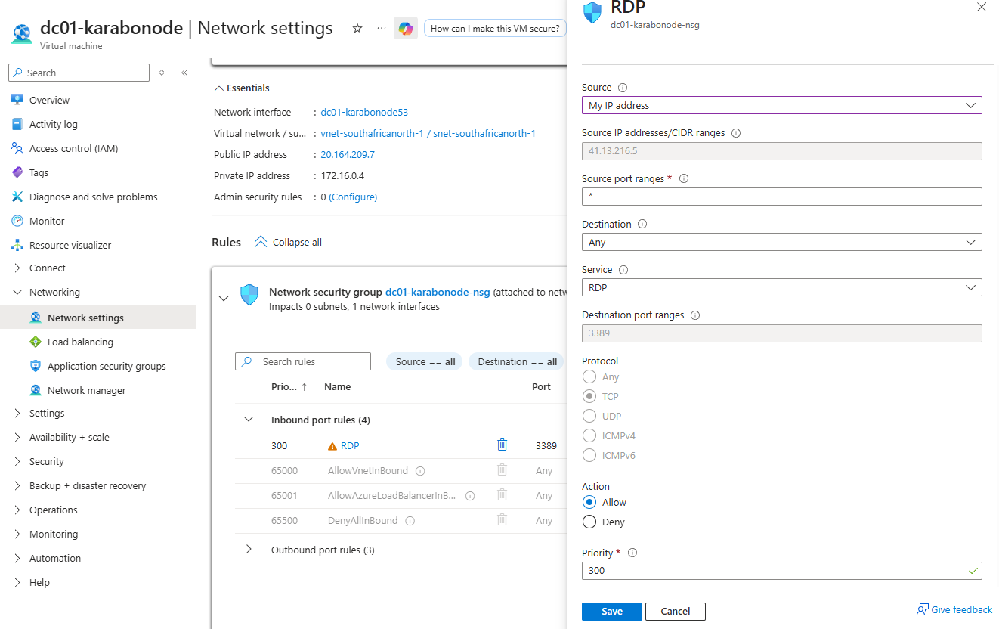 dc01-karabonode | Network settings
Virtual machine
How can I make this VM secure?
Search
Overview
Activity log
Access control (IAM)
Tags
Diagnose and solve problems
Monitor
Resource visualizer
Connect
Networking
Network settings
Load balancing
Application security groups
Network manager
Settings
Availability + scale
Security
Backup + disaster recovery
Operations
Monitoring
Automation
Help
Essentials
Network interface : dc01-karabonode53
Virtual network / su... : vnet-southafricanorth-1 / snet-southafricanorth-1
Public IP address : 20.164.209.7
Private IP address : 172.16.0.4
Admin security rules : 0 (Configure)
Rules Collapse all
Network security group dc01-karabonode-nsg (attached to netw
Impacts 0 subnets, 1 network interfaces
Search rules Source == all Destination == all
Prio... ↑ Name Port
Inbound port rules (4)
300 RDP 3389
65000 AllowVnetInBound Any
65001 AllowAzureLoadBalancerInB... Any
65500 DenyAllInBound Any
Outbound port rules (3)
RDP
dc01-karabonode-nsg
Source
My IP address
Source IP addresses/CIDR ranges
41.13.216.5
Source port ranges *
*
Destination
Any
Service
RDP
Destination port ranges
3389
Protocol
Any
TCP
UDP
ICMPv4
ICMPv6
Action
Allow
Deny
Priority *
300
Save Cancel Give feedback